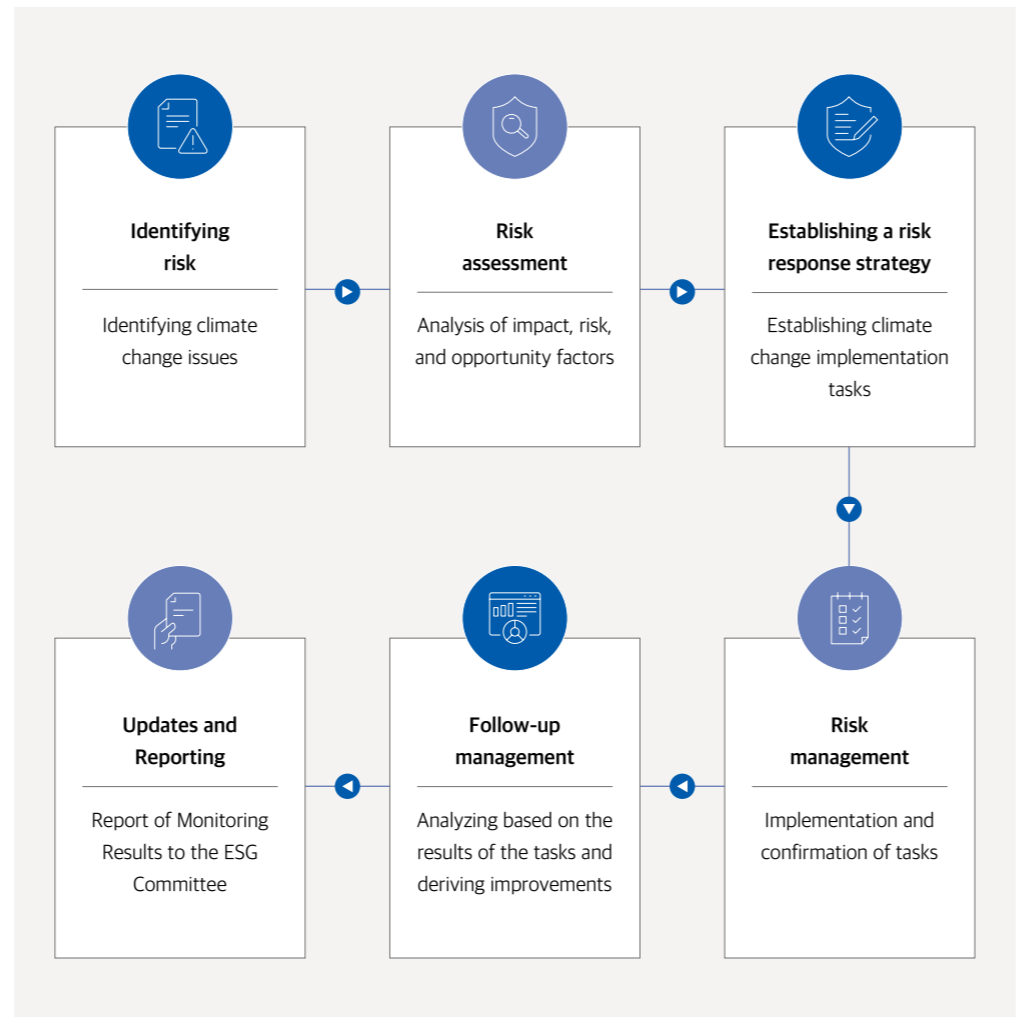 Identifying
risk
Identifying climate
change issues
Risk
assessment
Analysis of impact, risk,
and opportunity factors
Establishing a risk
response strategy
Establishing climate
change implementation
tasks
Risk
management
Implementation and
confirmation of tasks
Follow-up
management
Analyzing based on the
results of the tasks and
deriving improvements
Updates and
Reporting
Report of Monitoring
Results to the ESG
Committee